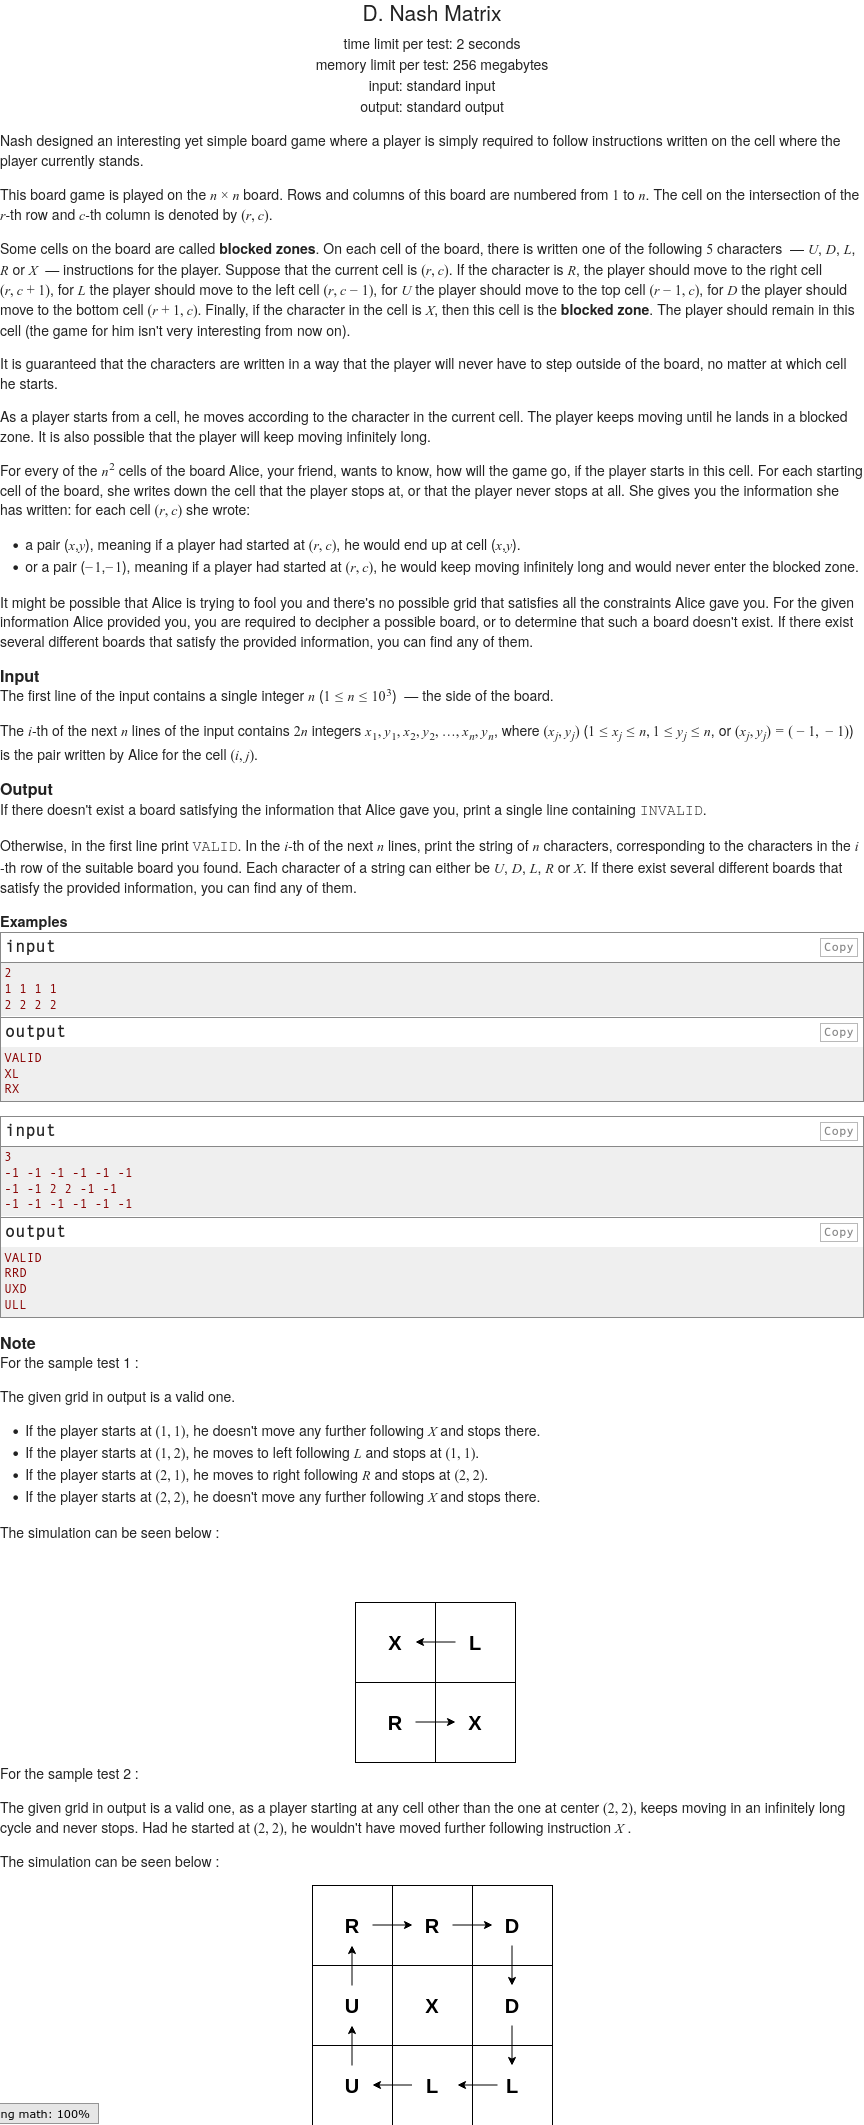 D. Nash Matrix
time limit per test: 2 seconds
memory limit per test: 256 megabytes
input: standard input
output: standard output
Nash designed an interesting yet simple board game where a player is simply required to follow instructions written on the cell where the
player currently stands.
This board game is played on the n × n board. Rows and columns of this board are numbered from 1 to n. The cell on the intersection of the
r-th row and c-th column is denoted by (r, c).
Some cells on the board are called blocked zones. On each cell of the board, there is written one of the following 5 characters — U, D, L,
R or X — instructions for the player. Suppose that the current cell is (r, c). If the character is R, the player should move to the right cell
(r, c + 1), for L the player should move to the left cell (r, c − 1), for U the player should move to the top cell (r − 1, c), for D the player should
move to the bottom cell (r + 1, c). Finally, if the character in the cell is X, then this cell is the blocked zone. The player should remain in this
cell (the game for him isn't very interesting from now on).
It is guaranteed that the characters are written in a way that the player will never have to step outside of the board, no matter at which cell
he starts.
As a player starts from a cell, he moves according to the character in the current cell. The player keeps moving until he lands in a blocked
zone. It is also possible that the player will keep moving infinitely long.
For every of the n² cells of the board Alice, your friend, wants to know, how will the game go, if the player starts in this cell. For each starting
cell of the board, she writes down the cell that the player stops at, or that the player never stops at all. She gives you the information she
has written: for each cell (r, c) she wrote:
• a pair (x,y), meaning if a player had started at (r, c), he would end up at cell (x,y).
• or a pair (−1,−1), meaning if a player had started at (r, c), he would keep moving infinitely long and would never enter the blocked zone.
It might be possible that Alice is trying to fool you and there's no possible grid that satisfies all the constraints Alice gave you. For the given
information Alice provided you, you are required to decipher a possible board, or to determine that such a board doesn't exist. If there exist
several different boards that satisfy the provided information, you can find any of them.
Input
The first line of the input contains a single integer n (1 ≤ n ≤ 10³) — the side of the board.
The i-th of the next n lines of the input contains 2n integers x₁, y₁, x₂, y₂, …, xₙ, yₙ, where (xⱼ, yⱼ) (1 ≤ xⱼ ≤ n, 1 ≤ yⱼ ≤ n, or (xⱼ, yⱼ) = ( − 1, − 1))
is the pair written by Alice for the cell (i, j).
Output
If there doesn't exist a board satisfying the information that Alice gave you, print a single line containing INVALID.
Otherwise, in the first line print VALID. In the i-th of the next n lines, print the string of n characters, corresponding to the characters in the i
-th row of the suitable board you found. Each character of a string can either be U, D, L, R or X. If there exist several different boards that
satisfy the provided information, you can find any of them.
Examples
input
Copy
2
1 1 1 1
2 2 2 2
output
Copy
VALID
XL
RX
input
Copy
3
-1 -1 -1 -1 -1 -1
-1 -1 2 2 -1 -1
-1 -1 -1 -1 -1 -1
output
Copy
VALID
RRD
UXD
ULL
Note
For the sample test 1 :
The given grid in output is a valid one.
• If the player starts at (1, 1), he doesn't move any further following X and stops there.
• If the player starts at (1, 2), he moves to left following L and stops at (1, 1).
• If the player starts at (2, 1), he moves to right following R and stops at (2, 2).
• If the player starts at (2, 2), he doesn't move any further following X and stops there.
The simulation can be seen below :
X L
R X
For the sample test 2 :
The given grid in output is a valid one, as a player starting at any cell other than the one at center (2, 2), keeps moving in an infinitely long
cycle and never stops. Had he started at (2, 2), he wouldn't have moved further following instruction X .
The simulation can be seen below :
R R D
U X D
U L L
ng math: 100%